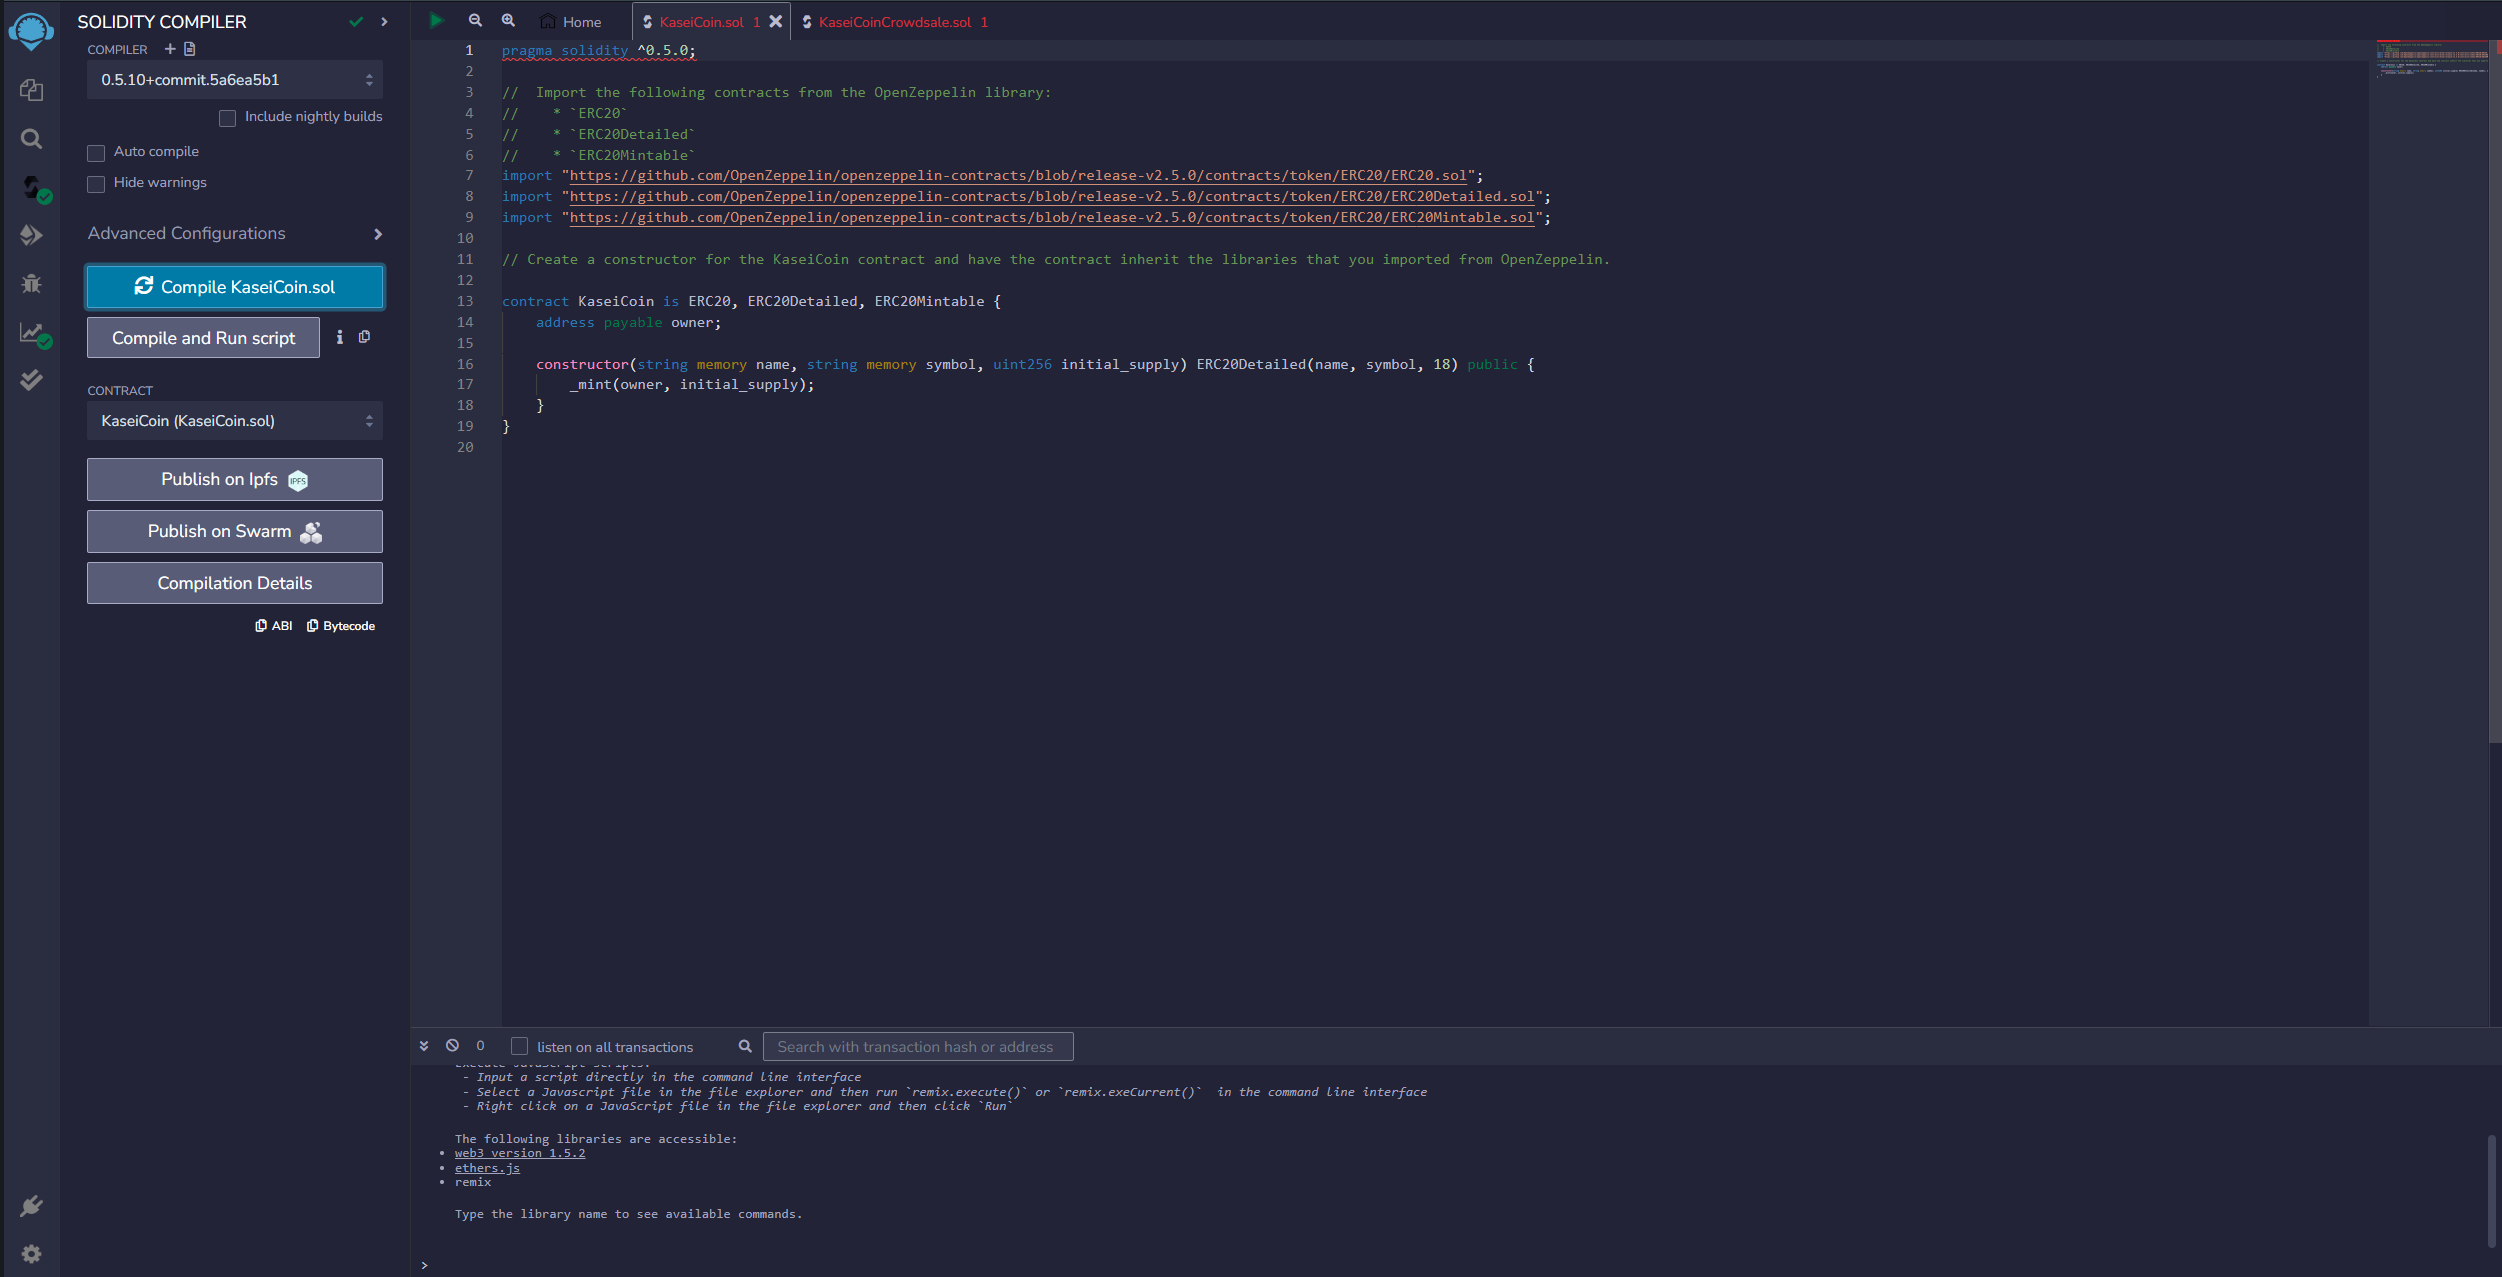 SOLIDITY COMPILER
COMPILER
0.5.10+commit.5a6ea5b1
Include nightly builds
Auto compile
Hide warnings
Advanced Configurations
Compile KaseiCoin.sol
Compile and Run script
CONTRACT
KaseiCoin (KaseiCoin.sol)
Publish on Ipfs IPFS
Publish on Swarm
Compilation Details
ABI Bytecode
Home KaseiCoin.sol 1 KaseiCoinCrowdsale.sol 1
1 pragma solidity ^0.5.0;
2
3 //  Import the following contracts from the OpenZeppelin library:
4 //    * `ERC20`
5 //    * `ERC20Detailed`
6 //    * `ERC20Mintable`
7 import "https://github.com/OpenZeppelin/openzeppelin-contracts/blob/release-v2.5.0/contracts/token/ERC20/ERC20.sol";
8 import "https://github.com/OpenZeppelin/openzeppelin-contracts/blob/release-v2.5.0/contracts/token/ERC20/ERC20Detailed.sol";
9 import "https://github.com/OpenZeppelin/openzeppelin-contracts/blob/release-v2.5.0/contracts/token/ERC20/ERC20Mintable.sol";
10
11 // Create a constructor for the KaseiCoin contract and have the contract inherit the libraries that you imported from OpenZeppelin.
12
13 contract KaseiCoin is ERC20, ERC20Detailed, ERC20Mintable {
14     address payable owner;
15
16     constructor(string memory name, string memory symbol, uint256 initial_supply) ERC20Detailed(name, symbol, 18) public {
17         _mint(owner, initial_supply);
18     }
19 }
20
0 listen on all transactions Search with transaction hash or address
Execute JavaScript scripts:
- Input a script directly in the command line interface
- Select a Javascript file in the file explorer and then run `remix.execute()` or `remix.exeCurrent()`  in the command line interface
- Right click on a JavaScript file in the file explorer and then click `Run`
The following libraries are accessible:
• web3 version 1.5.2
• ethers.js
• remix
Type the library name to see available commands.
>